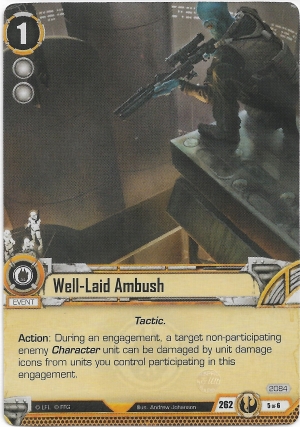 1
Well-Laid Ambush
EVENT
Tactic.
Action: During an engagement, a target non-participating
enemy Character unit can be damaged by unit damage
icons from units you control participating in this
engagement.
2084
© LFL © FFG
Illus. Andrew Johanson
262
5 of 6